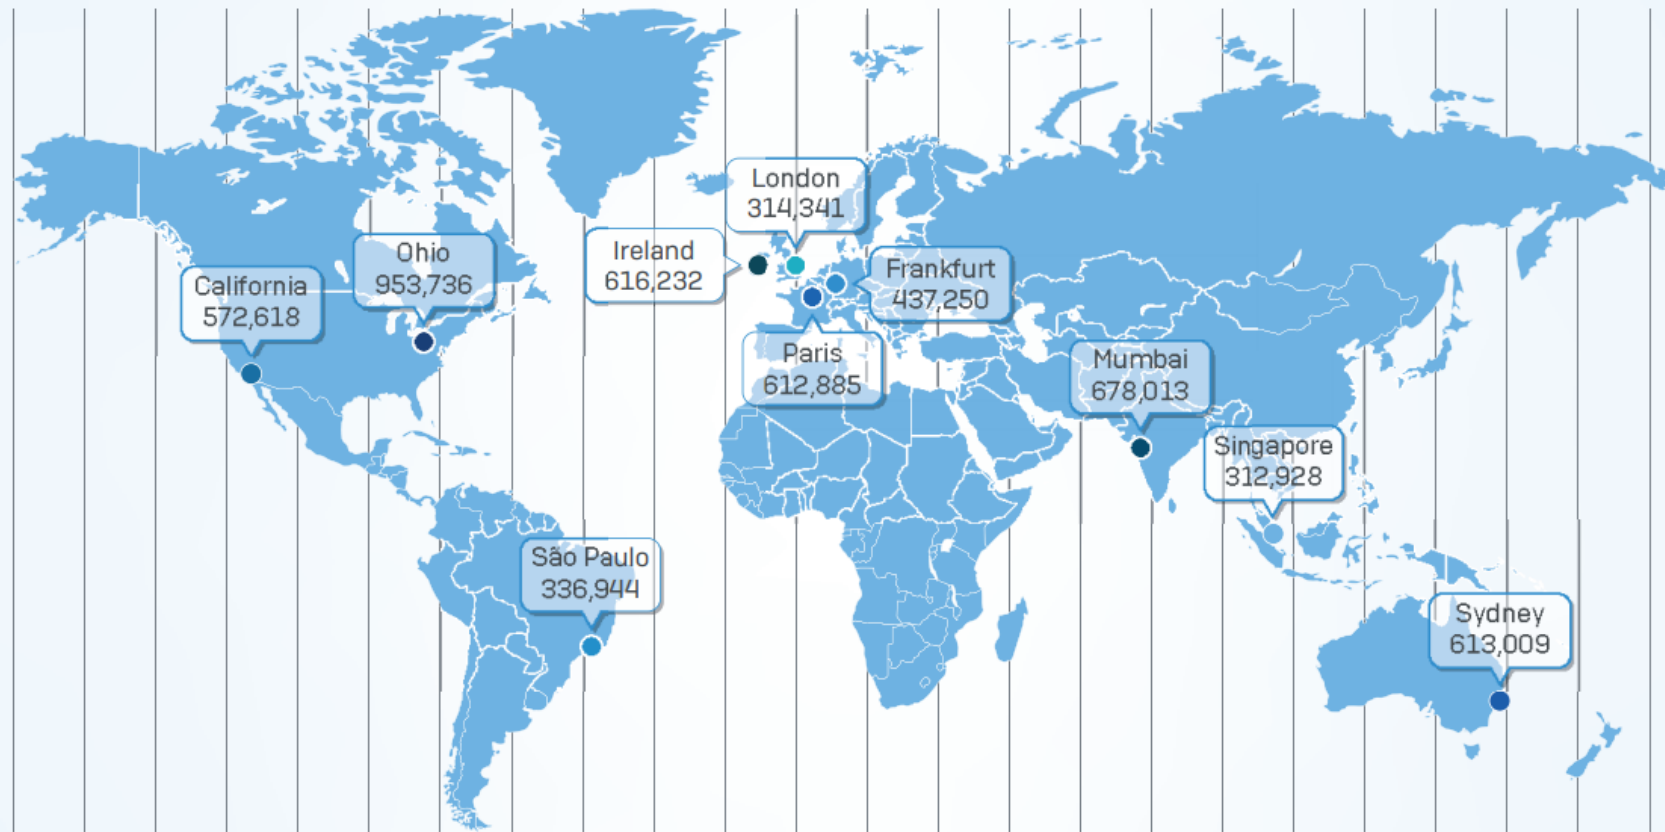 London
314,341
Ireland
616,232
Ohio
953,736
Frankfurt
437,250
California
572,618
Paris
612,885
Mumbai
678,013
Singapore
312,928
São Paulo
336,944
Sydney
613,009